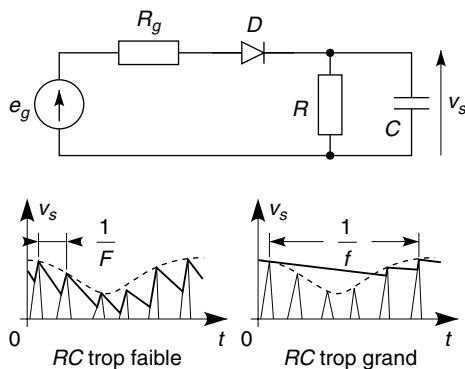 R_g
D
e_g
R
C
v_s
v_s
1
F
0
t
RC trop faible
v_s
1
f
0
t
RC trop grand